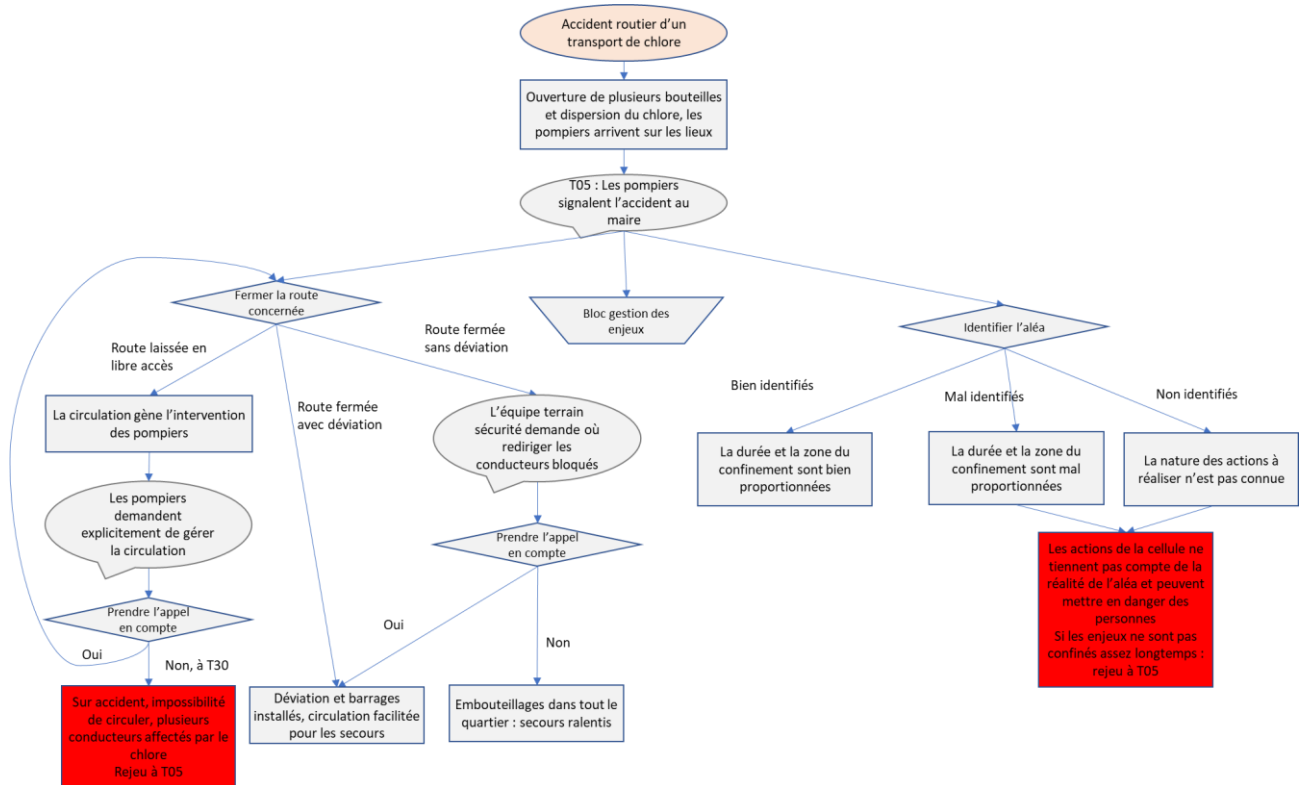 Accident routier d'un
transport de chlore
Ouverture de plusieurs bouteilles
et dispersion du chlore, les
pompiers arrivent sur les lieux
T05 : Les pompiers
signalent l'accident au
maire
Fermer la route
concernée
Bloc gestion des
enjeux
Identifier l'aléa
Route laissée en
libre accès
Route fermée
avec déviation
Route fermée
sans déviation
Bien identifiés
Mal identifiés
Non identifiés
La circulation gène l'intervention
des pompiers
L'équipe terrain
sécurité demande où
rediriger les
conducteurs bloqués
La durée et la zone du
confinement sont bien
proportionnées
La durée et la zone du
confinement sont mal
proportionnées
La nature des actions à
réaliser n'est pas connue
Les pompiers
demandent
explicitement de gérer
la circulation
Prendre l'appel
en compte
Les actions de la cellule ne
tiennent pas compte de la
réalité de l'aléa et peuvent
mettre en danger des
personnes
Si les enjeux ne sont pas
confinés assez longtemps :
rejeu à T05
Prendre l'appel
en compte
Oui
Non, à T30
Oui
Non
Sur accident, impossibilité
de circuler, plusieurs
conducteurs affectés par le
chlore
Rejeu à T05
Déviation et barrages
installés, circulation facilitée
pour les secours
Embouteillages dans tout le
quartier : secours ralentis